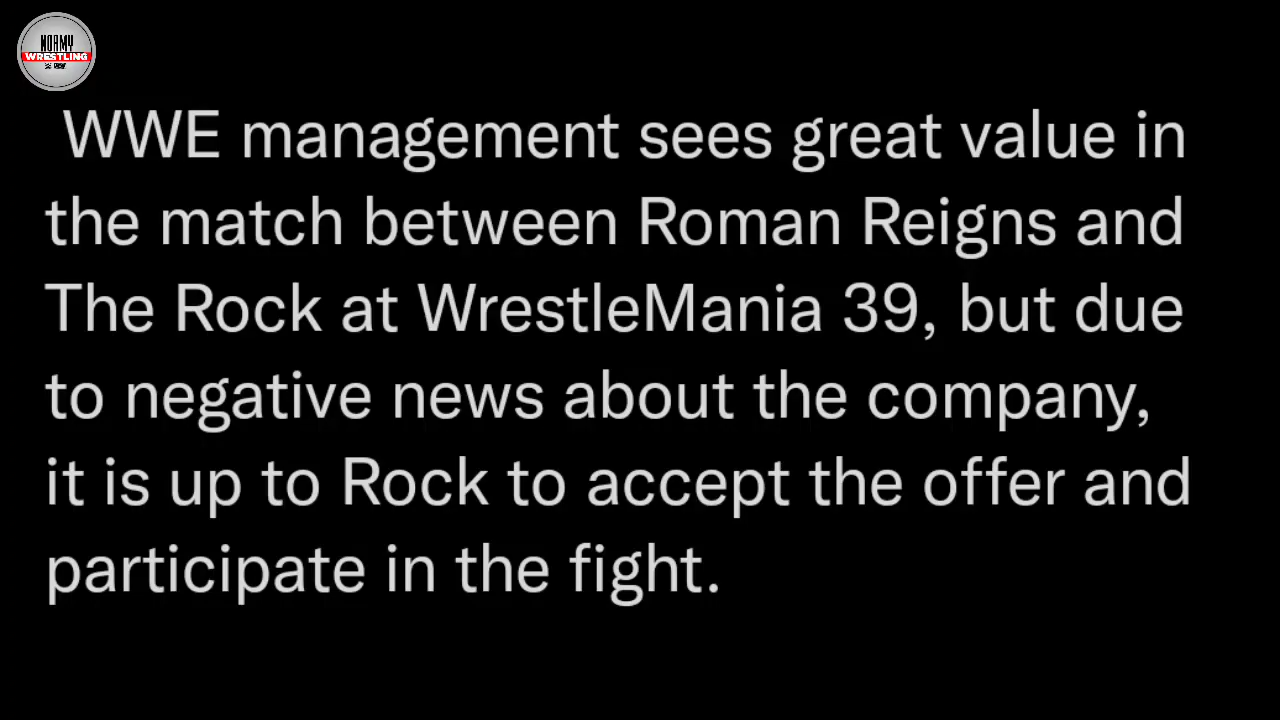 NORMY
WRESTLING
WWE management sees great value in
the match between Roman Reigns and
The Rock at WrestleMania 39, but due
to negative news about the company,
it is up to Rock to accept the offer and
participate in the fight.